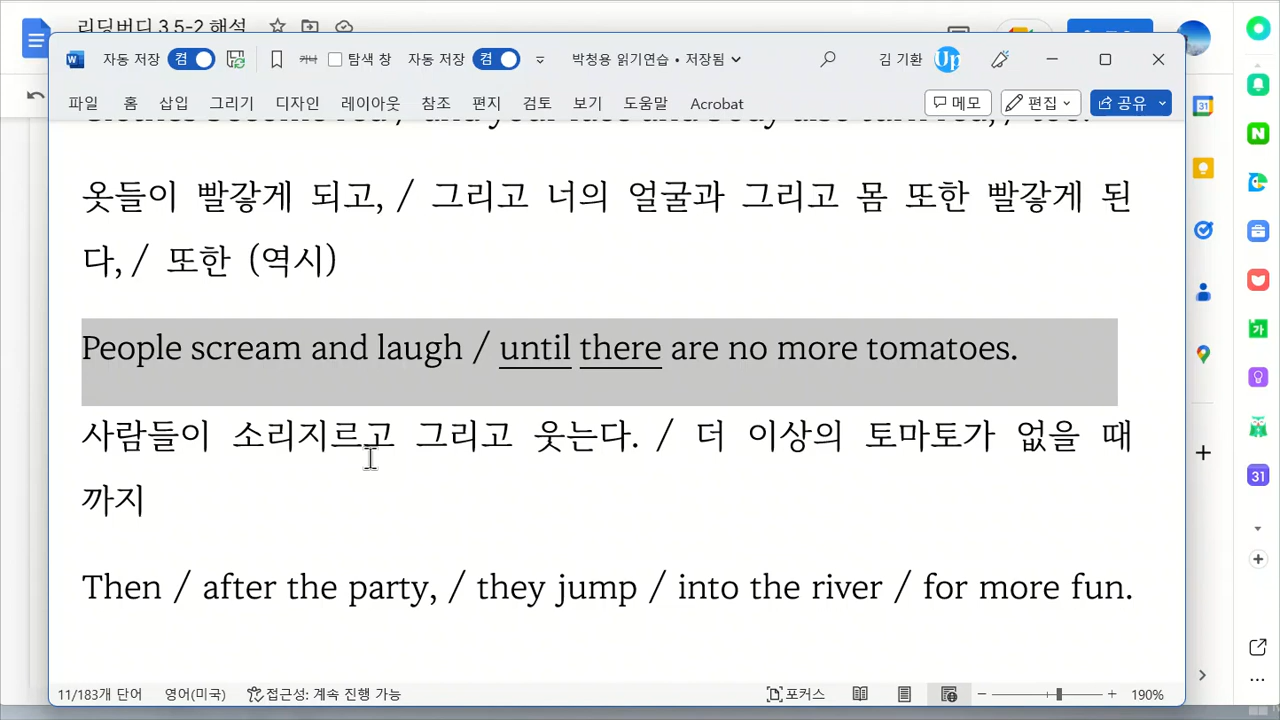 리딩버디 3.5-2 해설
자동 저장 켬 가나 탐색 창 자동 저장 켬 박청용 읽기연습 • 저장됨 김 기환 Up
파일 홈 삽입 그리기 디자인 레이아웃 참조 편지 검토 보기 도움말 Acrobat 메모 편집 공유
옷들이 빨갛게 되고, / 그리고 너의 얼굴과 그리고 몸 또한 빨갛게 된
다, / 또한 (역시)
People scream and laugh / until there are no more tomatoes.
사람들이 소리지르고 그리고 웃는다. / 더 이상의 토마토가 없을 때
까지
Then / after the party, / they jump / into the river / for more fun.
11/183개 단어 영어(미국) 접근성: 계속 진행 가능 포커스 190%